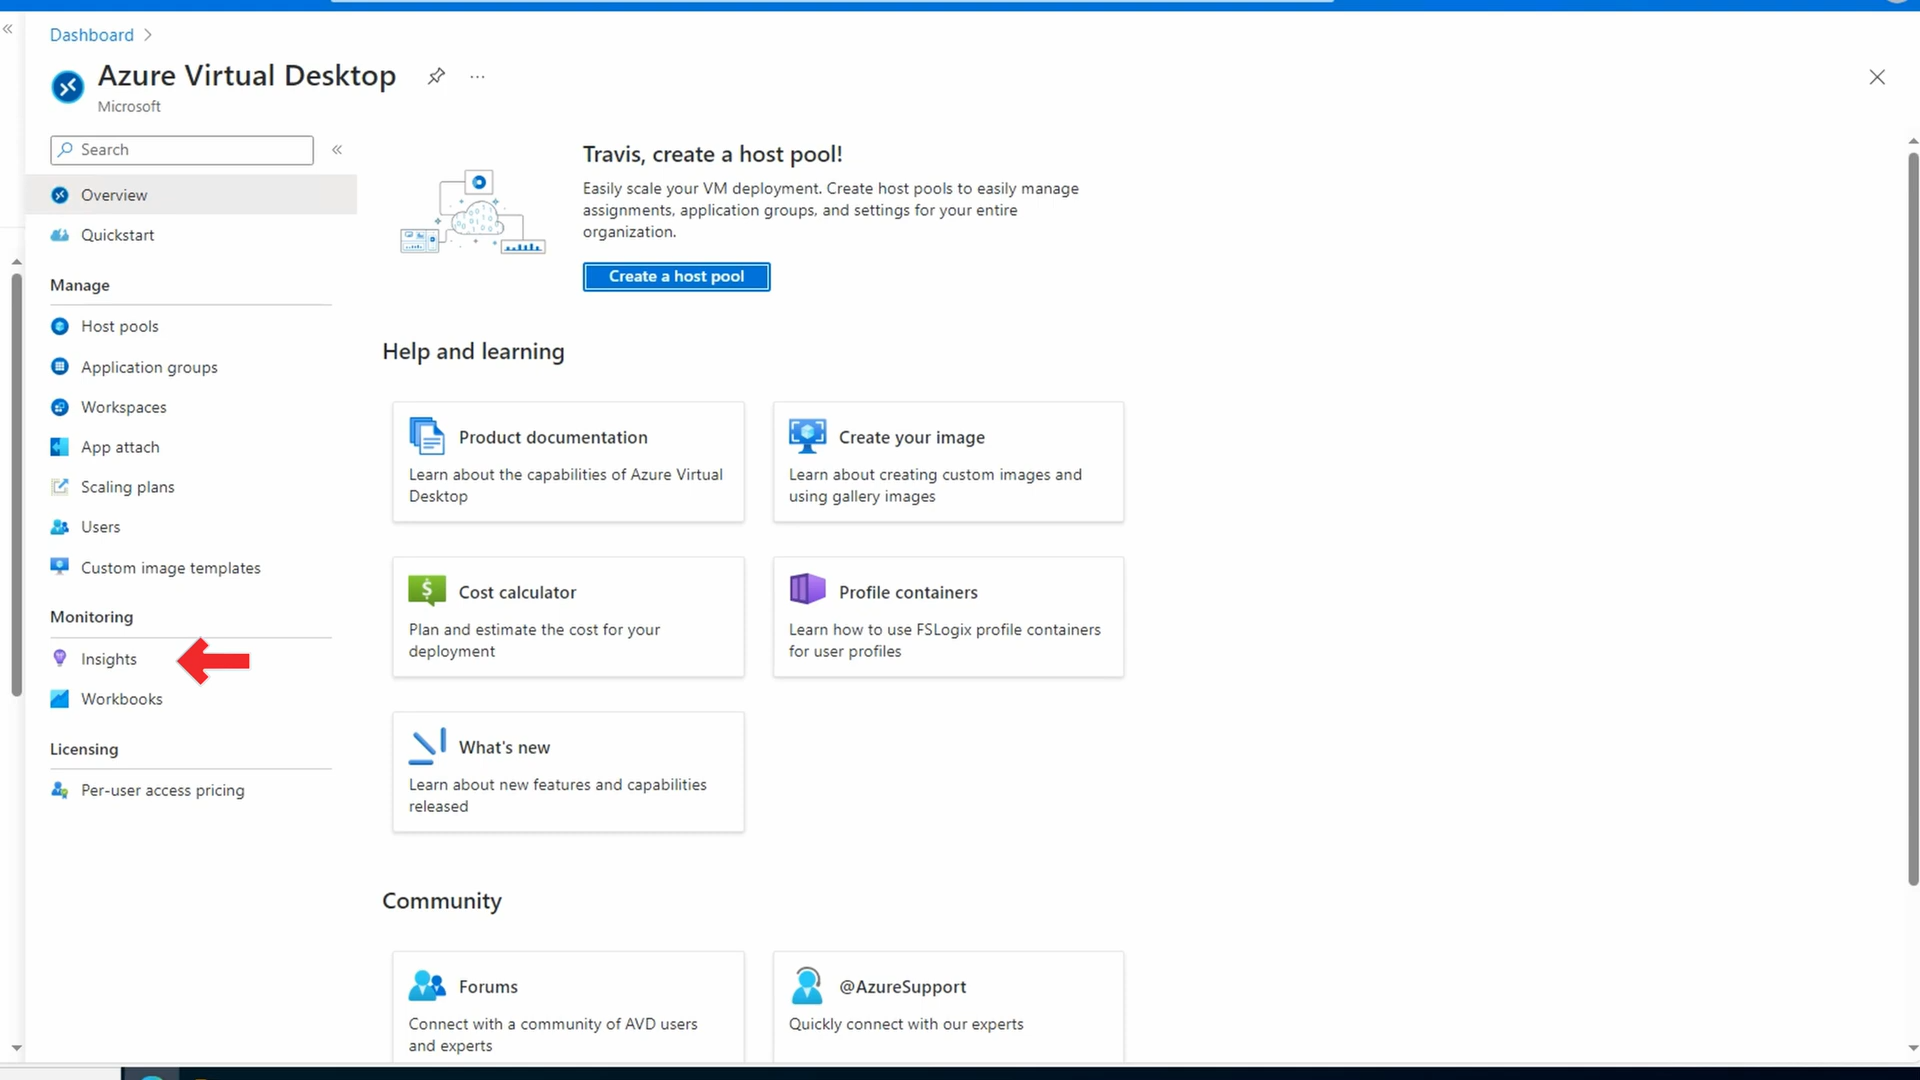 Dashboard
Azure Virtual Desktop
Microsoft
Search
Overview
Quickstart
Manage
Host pools
Application groups
Workspaces
App attach
Scaling plans
Users
Custom image templates
Monitoring
Insights
Workbooks
Licensing
Per-user access pricing
Travis, create a host pool!
Easily scale your VM deployment. Create host pools to easily manage
assignments, application groups, and settings for your entire
organization.
Create a host pool
Help and learning
Product documentation
Learn about the capabilities of Azure Virtual
Desktop
Create your image
Learn about creating custom images and
using gallery images
Cost calculator
Plan and estimate the cost for your
deployment
Profile containers
Learn how to use FSLogix profile containers
for user profiles
What's new
Learn about new features and capabilities
released
Community
Forums
Connect with a community of AVD users
and experts
@AzureSupport
Quickly connect with our experts